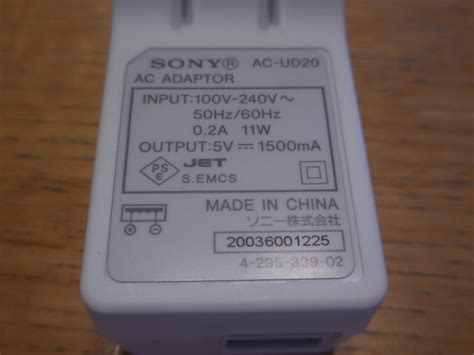 SONY® AC-UD20
AC ADAPTOR
INPUT:100V-240V～
50Hz/60Hz
0.2A 11W
OUTPUT:5V⎓1500mA
PS
E
JET
S.EMCS
MADE IN CHINA
ソニー株式会社
⊕ ⊖
20036001225
4-295-339-02